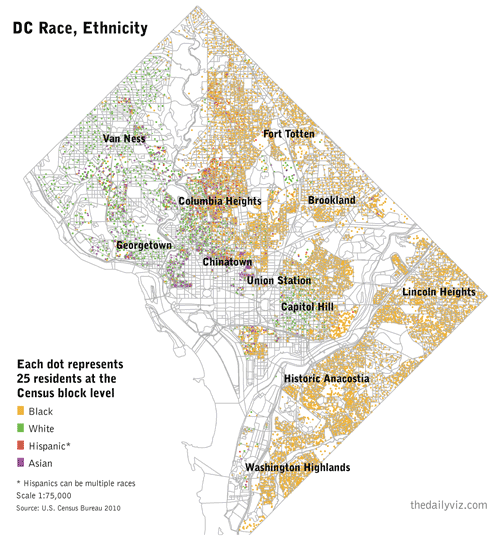 DC Race, Ethnicity
Van Ness
Fort Totten
Columbia Heights
Brookland
Georgetown
Chinatown
Union Station
Lincoln Heights
Capitol Hill
Historic Anacostia
Washington Highlands
Each dot represents
25 residents at the
Census block level
Black
White
Hispanic*
Asian
* Hispanics can be multiple races
Scale 1:75,000
Source: U.S. Census Bureau 2010
thedailyviz.com